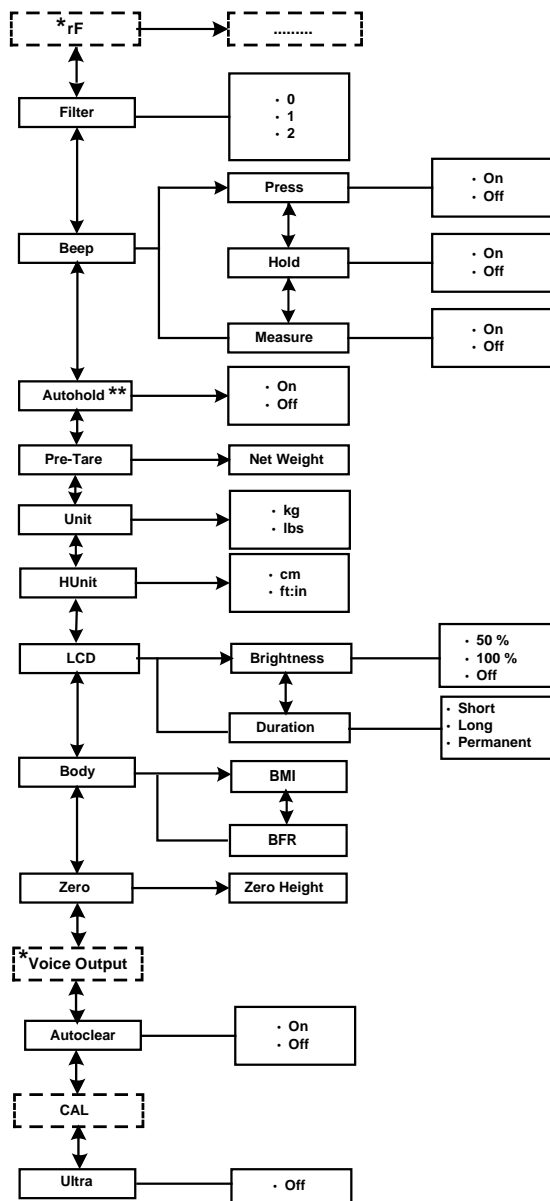 *rF
.........
Filter
· 0
· 1
· 2
Press
· On
· Off
Beep
Hold
· On
· Off
Measure
· On
· Off
Autohold **
· On
· Off
Pre-Tare
Net Weight
Unit
· kg
· lbs
HUnit
· cm
· ft:in
LCD
Brightness
· 50 %
· 100 %
· Off
Duration
· Short
· Long
· Permanent
Body
BMI
BFR
Zero
Zero Height
*Voice Output
Autoclear
· On
· Off
CAL
Ultra
· Off